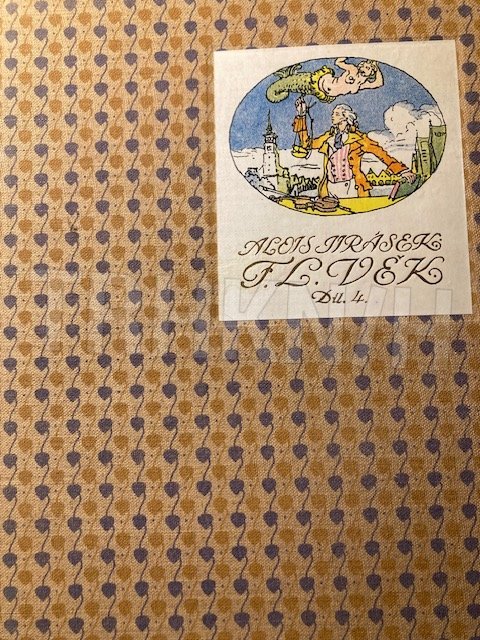 ALOIS JIRÁSEK
F. L. VĚK
Díl. 4.